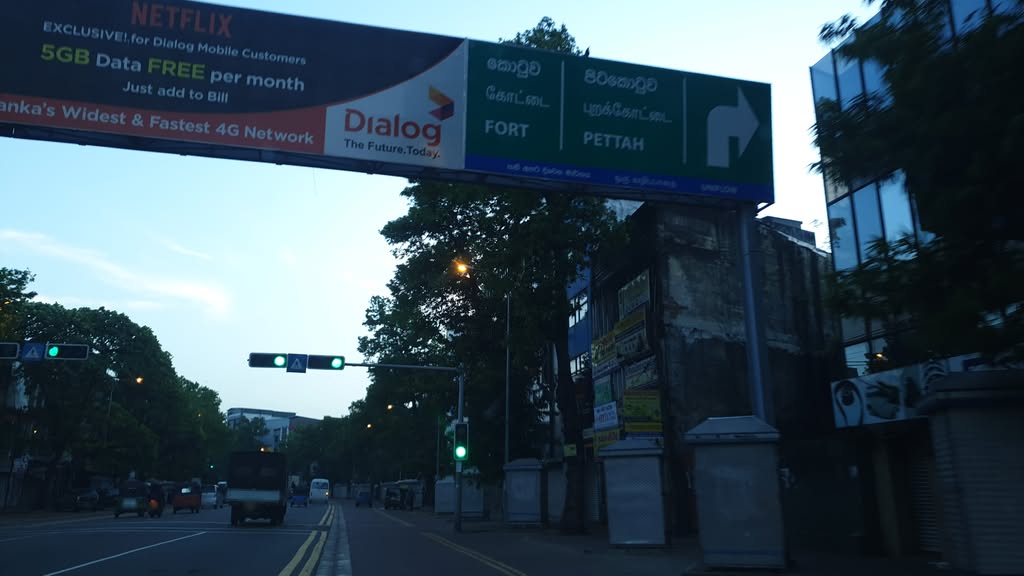 NETFLIX
EXCLUSIVE! for Dialog Mobile Customers
5GB Data FREE per month
Just add to Bill
anka's Widest & Fastest 4G Network
Dialog
The Future.Today.
කොටුව
கோட்டை
FORT
පිටකොටුව
புறக்கோட்டை
PETTAH